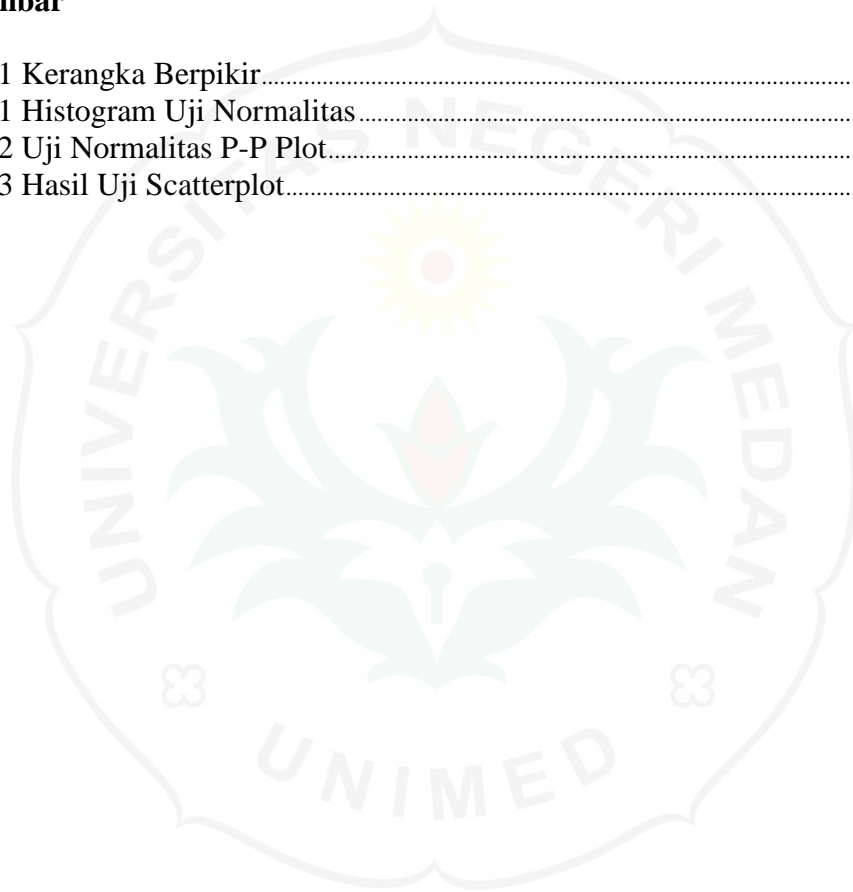 mbar
1 Kerangka Berpikir
1 Histogram Uji Normalitas
2 Uji Normalitas P-P Plot
3 Hasil Uji Scatterplot
UNIVERSITAS NEGERI MEDAN
UNIMED